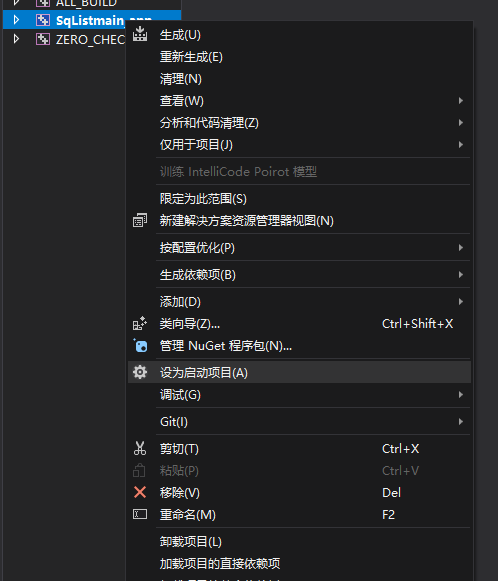 ALL_BUILD
SqListmain_app
ZERO_CHEC
生成(U)
重新生成(E)
清理(N)
查看(W)
分析和代码清理(Z)
仅用于项目(J)
训练 IntelliCode Poirot 模型
限定为此范围(S)
新建解决方案资源管理器视图(N)
按配置优化(P)
生成依赖项(B)
添加(D)
类向导(Z)... Ctrl+Shift+X
管理 NuGet 程序包(N)...
设为启动项目(A)
调试(G)
Git(I)
剪切(T) Ctrl+X
粘贴(P) Ctrl+V
移除(V) Del
重命名(M) F2
卸载项目(L)
加载项目的直接依赖项